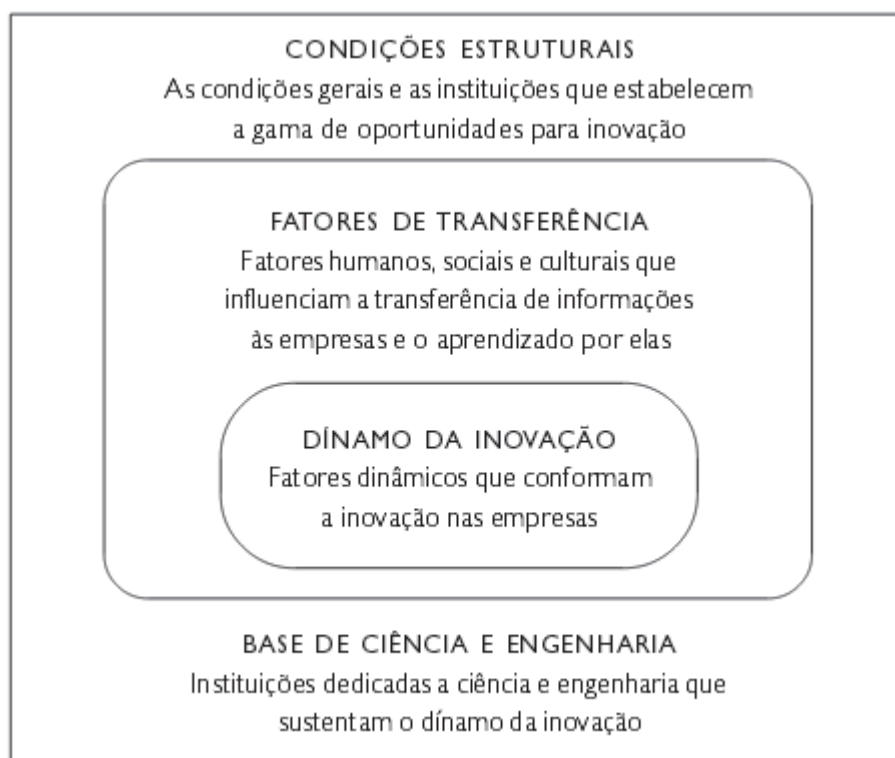 CONDIÇÕES ESTRUTURAIS
As condições gerais e as instituições que estabelecem
a gama de oportunidades para inovação
FATORES DE TRANSFERÊNCIA
Fatores humanos, sociais e culturais que
influenciam a transferência de informações
às empresas e o aprendizado por elas
DÍNAMO DA INOVAÇÃO
Fatores dinâmicos que conformam
a inovação nas empresas
BASE DE CIÊNCIA E ENGENHARIA
Instituições dedicadas a ciência e engenharia que
sustentam o dínamo da inovação